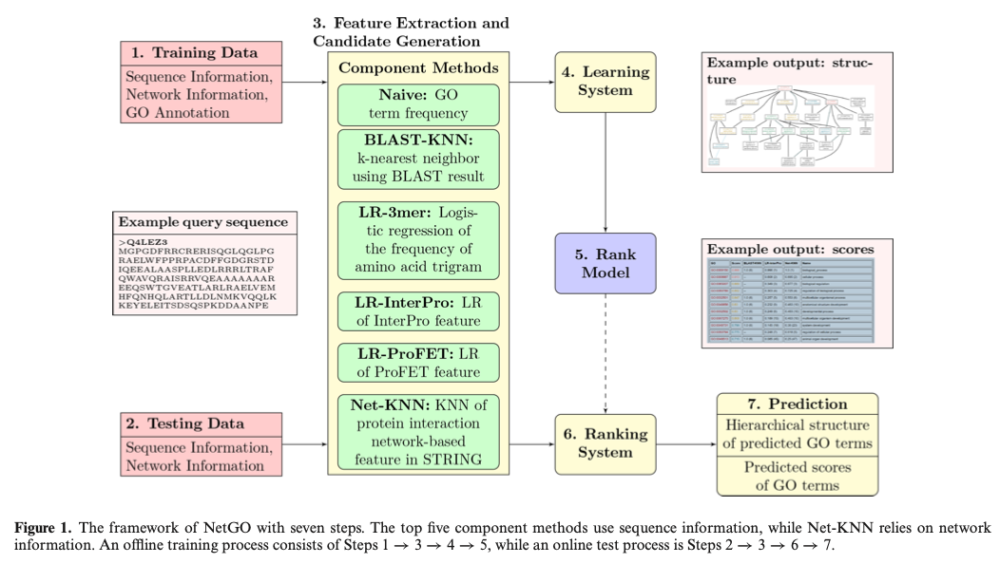 3. Feature Extraction and
Candidate Generation
1. Training Data
Sequence Information,
Network Information,
GO Annotation
Component Methods
Naive: GO
term frequency
BLAST-KNN:
k-nearest neighbor
using BLAST result
LR-3mer: Logis-
tic regression of
the frequency of
amino acid trigram
LR-InterPro: LR
of InterPro feature
LR-ProFET: LR
of ProFET feature
Net-KNN: KNN of
protein interaction
network-based
feature in STRING
4. Learning
System
Example output: struc-
ture
Example query sequence
>Q4LEZ3
MGPGDFRRCRERISQGLQGLPG
RAELWFPPRPACDFFGDGRSTD
IQEEALAASPLLEDLRRRLTRAF
QWAVQRAISRRVQEAAAAAAAR
EEQSWTGVEATLARLRAELVEM
HFQNHQLARTLLDLNMKVQQLK
KEYELEITSDSQSPKDDAANPE
5. Rank
Model
Example output: scores
2. Testing Data
Sequence Information,
Network Information
6. Ranking
System
7. Prediction
Hierarchical structure
of predicted GO terms
Predicted scores
of GO terms
Figure 1. The framework of NetGO with seven steps. The top five component methods use sequence information, while Net-KNN relies on network
information. An offline training process consists of Steps 1 → 3 → 4 → 5, while an online test process is Steps 2 → 3 → 6 → 7.